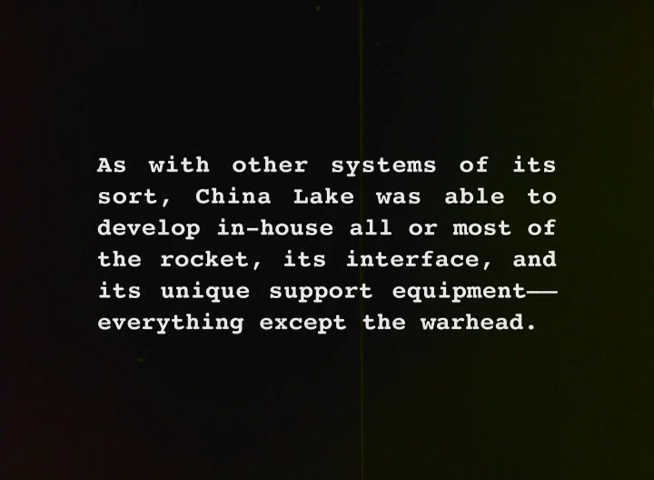 As with other systems of its
sort, China Lake was able to
develop in-house all or most of
the rocket, its interface, and
its unique support equipment——
everything except the warhead.